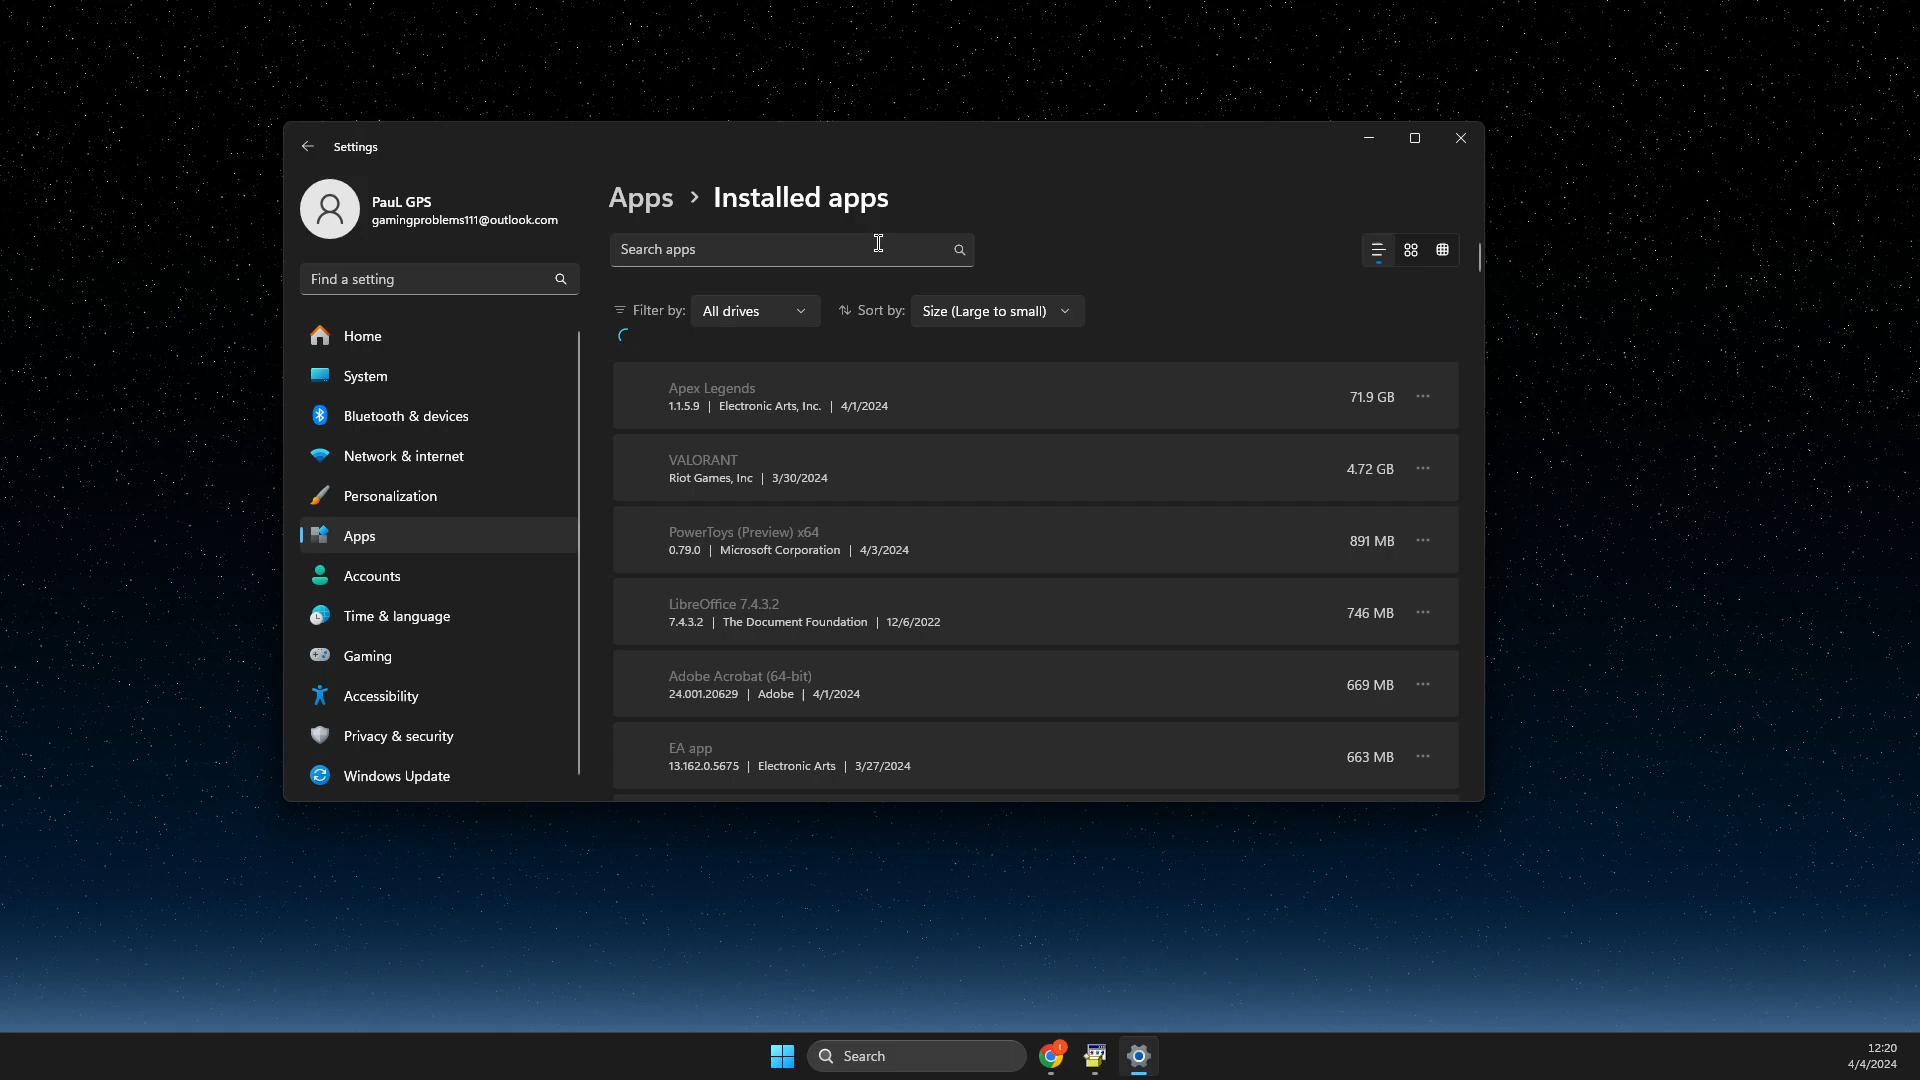 Settings
PauL GPS
gamingproblems111@outlook.com
Find a setting
Home
System
Bluetooth & devices
Network & internet
Personalization
Apps
Accounts
Time & language
Gaming
Accessibility
Privacy & security
Windows Update
Apps > Installed apps
Search apps
Filter by: All drives Sort by: Size (Large to small)
Apex Legends
1.1.5.9 | Electronic Arts, Inc. | 4/1/2024
71.9 GB
VALORANT
Riot Games, Inc | 3/30/2024
4.72 GB
PowerToys (Preview) x64
0.79.0 | Microsoft Corporation | 4/3/2024
891 MB
LibreOffice 7.4.3.2
7.4.3.2 | The Document Foundation | 12/6/2022
746 MB
Adobe Acrobat (64-bit)
24.001.20629 | Adobe | 4/1/2024
669 MB
EA app
13.162.0.5675 | Electronic Arts | 3/27/2024
663 MB
Search
t
12:20
4/4/2024